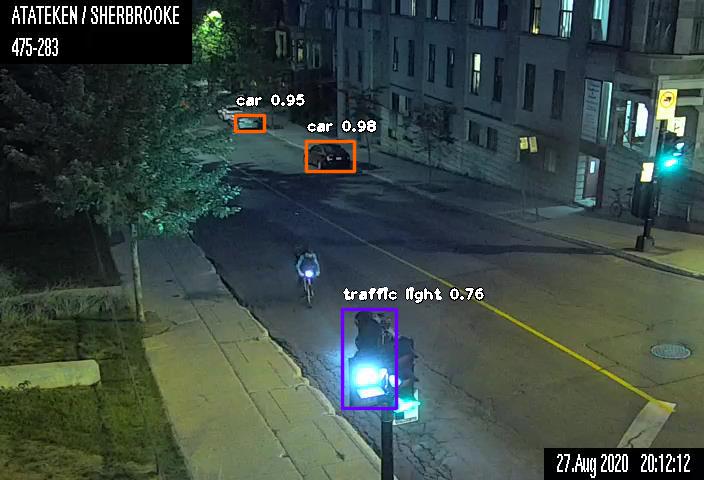 ATATEKEN / SHERBROOKE
475-283
car 0.95
car 0.98
traffic light 0.76
27.Aug 2020 20:12:12